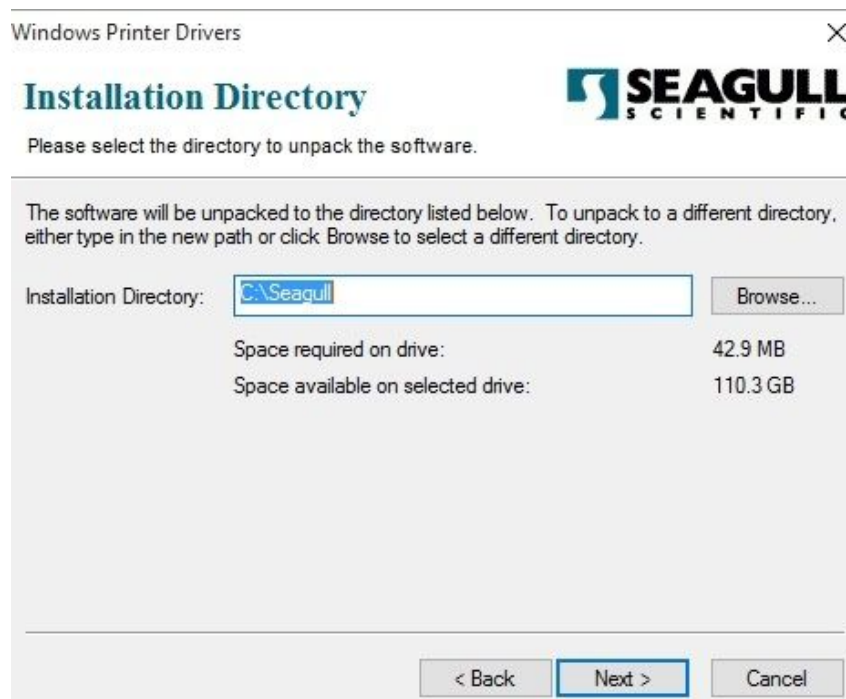 Windows Printer Drivers
Installation Directory
SEAGULL
SCIENTIFIC
Please select the directory to unpack the software.
The software will be unpacked to the directory listed below. To unpack to a different directory,
either type in the new path or click Browse to select a different directory.
Installation Directory: C:\Seagull Browse...
Space required on drive: 42.9 MB
Space available on selected drive: 110.3 GB
< Back Next > Cancel